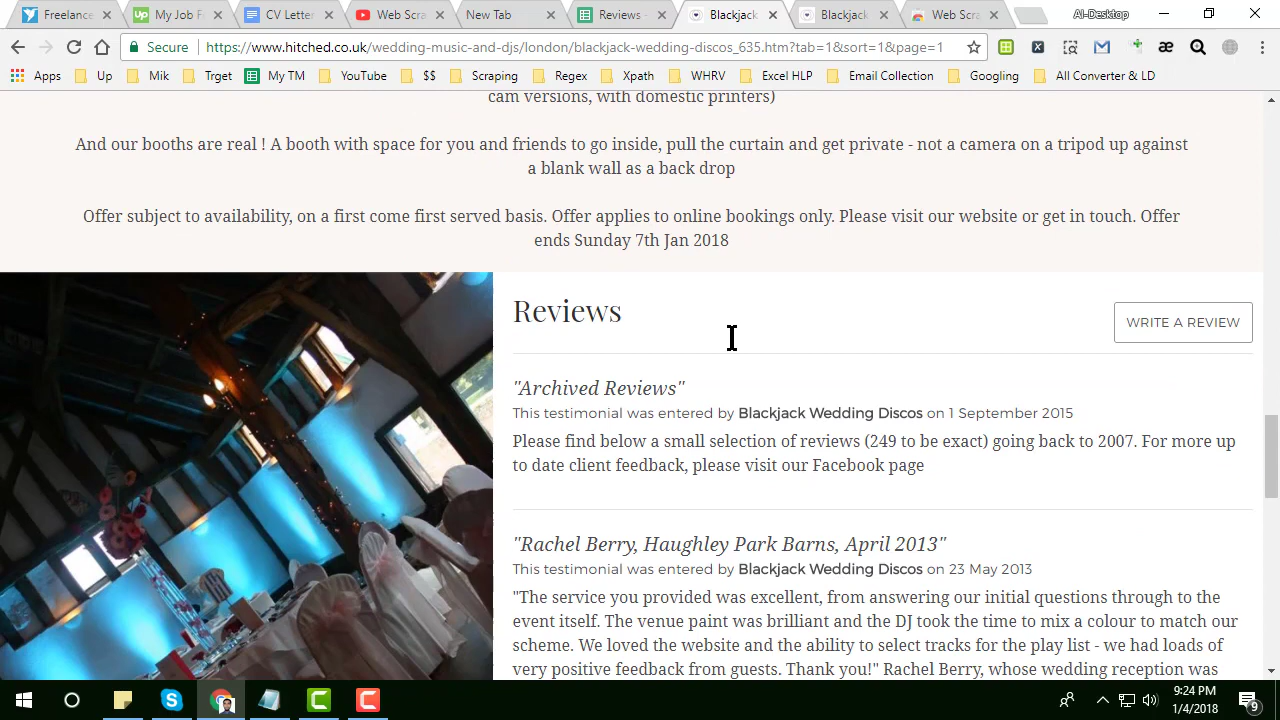 Freelance
My Job F
CV Letter
Web Scra
New Tab
Reviews -
Blackjack
Blackjack
Web Scra
Al-Desktop
Secure
https://www.hitched.co.uk/wedding-music-and-djs/london/blackjack-wedding-discos_635.htm?tab=1&sort=1&page=1
Apps Up Mik Trget My TM YouTube $$ Scraping Regex Xpath WHR Excel HLP Email Collection Googling All Converter & LD
cam versions, with domestic printers)
And our booths are real ! A booth with space for you and friends to go inside, pull the curtain and get private - not a camera on a tripod up against
a blank wall as a back drop
Offer subject to availability, on a first come first served basis. Offer applies to online bookings only. Please visit our website or get in touch. Offer
ends Sunday 7th Jan 2018
Reviews
WRITE A REVIEW
"Archived Reviews"
This testimonial was entered by Blackjack Wedding Discos on 1 September 2015
Please find below a small selection of reviews (249 to be exact) going back to 2007. For more up
to date client feedback, please visit our Facebook page
"Rachel Berry, Haughley Park Barns, April 2013"
This testimonial was entered by Blackjack Wedding Discos on 23 May 2013
"The service you provided was excellent, from answering our initial questions through to the
event itself. The venue paint was brilliant and the DJ took the time to mix a colour to match our
scheme. We loved the website and the ability to select tracks for the play list - we had loads of
very positive feedback from guests. Thank you!" Rachel Berry, whose wedding reception was
9:24 PM
1/4/2018
9